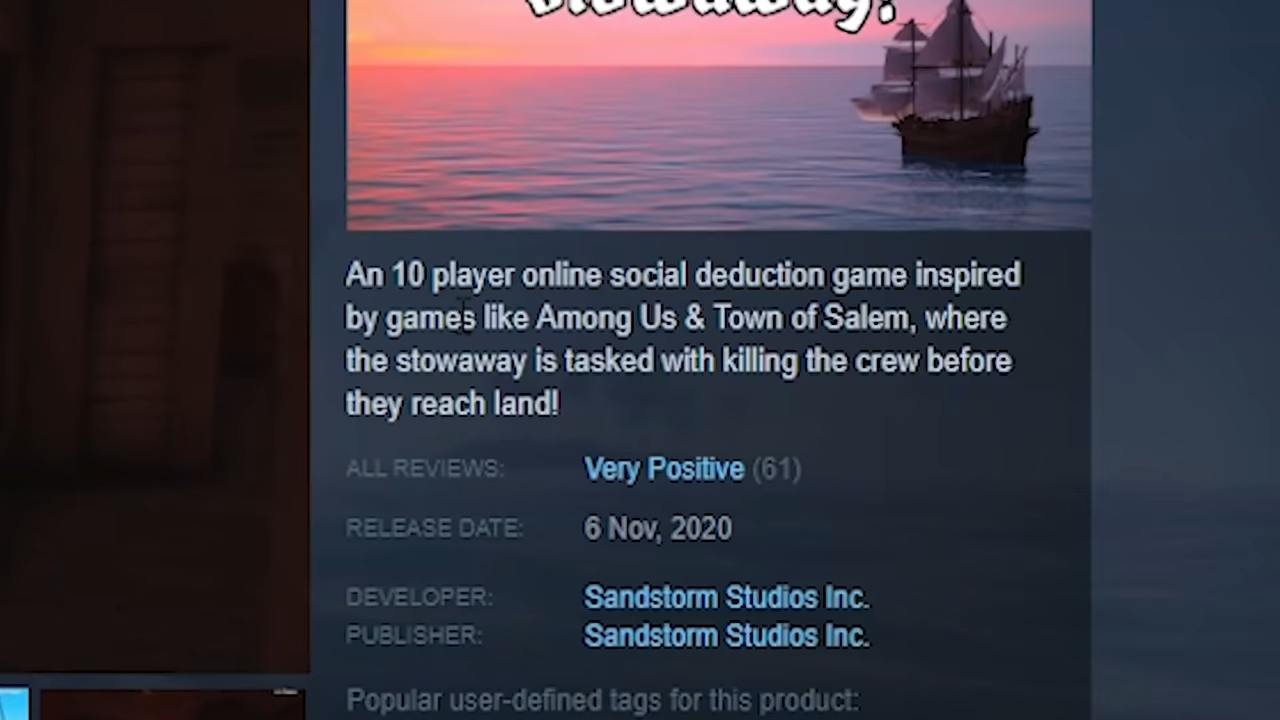 Stowaway!
An 10 player online social deduction game inspired
by games like Among Us & Town of Salem, where
the stowaway is tasked with killing the crew before
they reach land!
ALL REVIEWS: Very Positive (61)
RELEASE DATE: 6 Nov, 2020
DEVELOPER: Sandstorm Studios Inc.
PUBLISHER: Sandstorm Studios Inc.
Popular user-defined tags for this product: